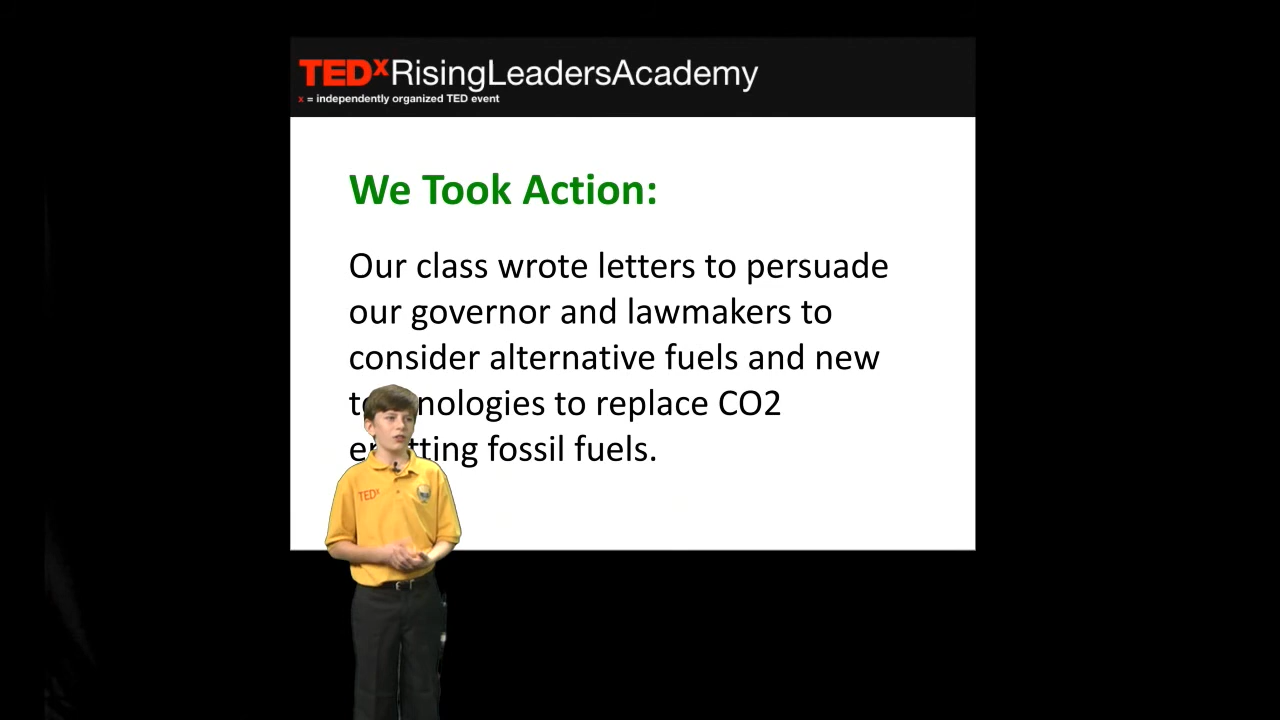 TEDxRisingLeadersAcademy
x = independently organized TED event
We Took Action:
Our class wrote letters to persuade
our governor and lawmakers to
consider alternative fuels and new
to replace CO2
fossil fuels.
TEDx